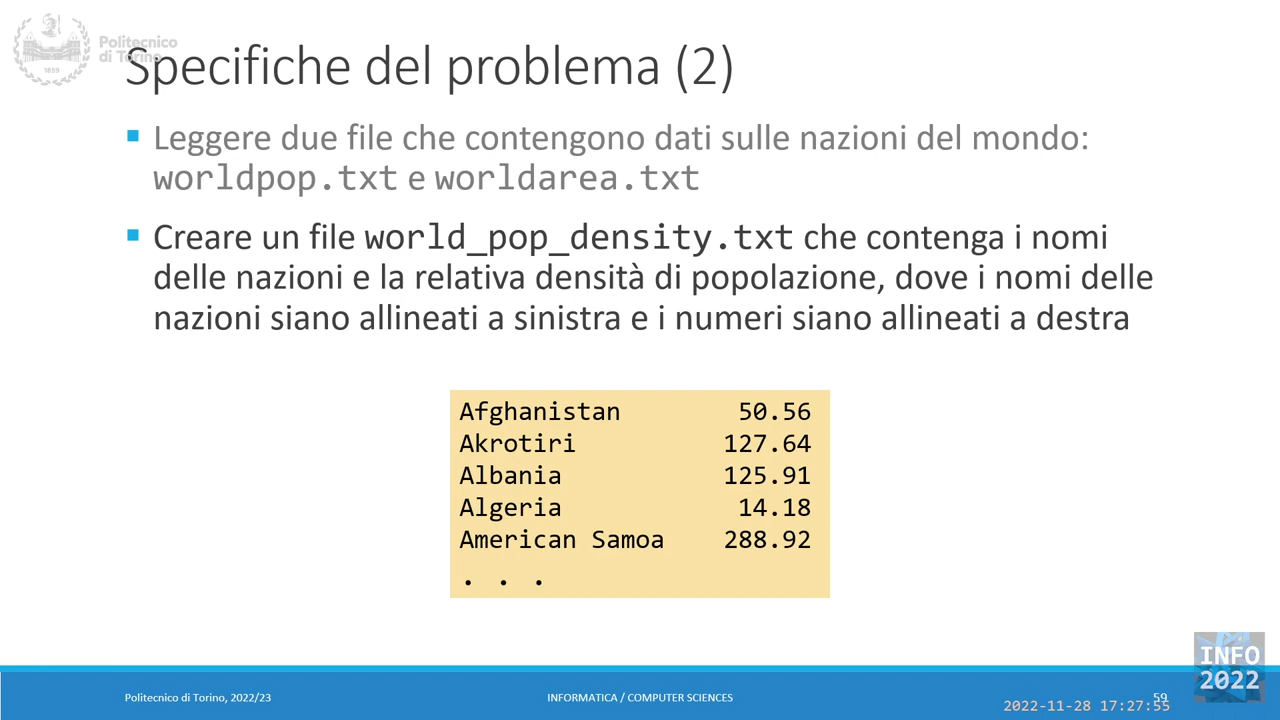 Politecnico
di Torino
1859
Specifiche del problema (2)
Leggere due file che contengono dati sulle nazioni del mondo:
worldpop.txt e worldarea.txt
Creare un file world_pop_density.txt che contenga i nomi
delle nazioni e la relativa densità di popolazione, dove i nomi delle
nazioni siano allineati a sinistra e i numeri siano allineati a destra
Afghanistan 50.56
Akrotiri 127.64
Albania 125.91
Algeria 14.18
American Samoa 288.92
. . .
INFO
2022
Politecnico di Torino, 2022/23
INFORMATICA / COMPUTER SCIENCES
59
2022-11-28 17:27:55